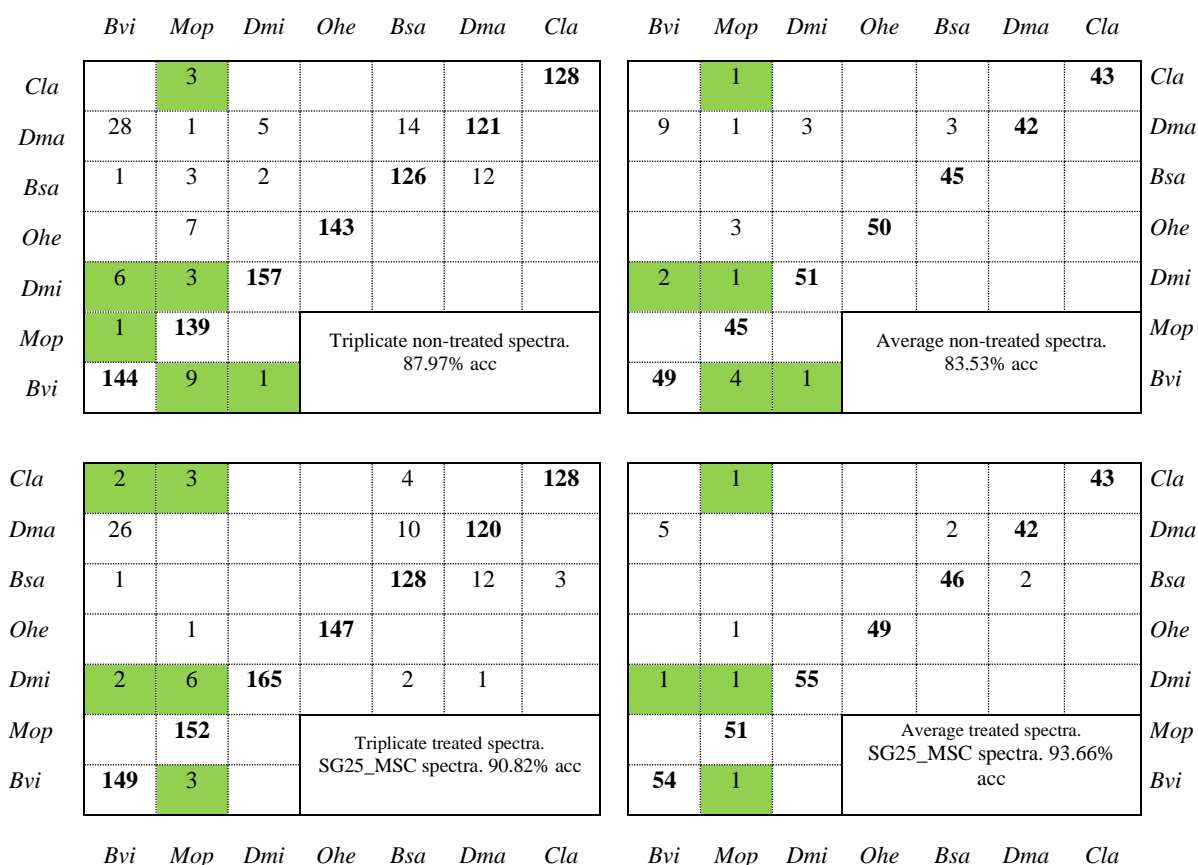 Bvi Mop Dmi Ohe Bsa Dma Cla Bvi Mop Dmi Ohe Bsa Dma Cla
Cla 3 128 1 43 Cla
Dma 28 1 5 14 121 9 1 3 3 42 Dma
Bsa 1 3 2 126 12 45 Bsa
Ohe 7 143 3 50 Ohe
Dmi 6 3 157 2 1 51 Dmi
Mop 1 139 Triplicate non-treated spectra. 45 Average non-treated spectra. Mop
87.97% acc 83.53% acc
Bvi 144 9 1 49 4 1 Bvi
Cla 2 3 4 128 1 43 Cla
Dma 26 10 120 5 2 42 Dma
Bsa 1 128 12 3 46 2 Bsa
Ohe 1 147 1 49 Ohe
Dmi 2 6 165 2 1 1 1 55 Dmi
Mop 152 Triplicate treated spectra. 51 Average treated spectra. Mop
SG25_MSC spectra. 90.82% acc SG25_MSC spectra. 93.66%
acc
Bvi 149 3 54 1 Bvi
Bvi Mop Dmi Ohe Bsa Dma Cla Bvi Mop Dmi Ohe Bsa Dma Cla